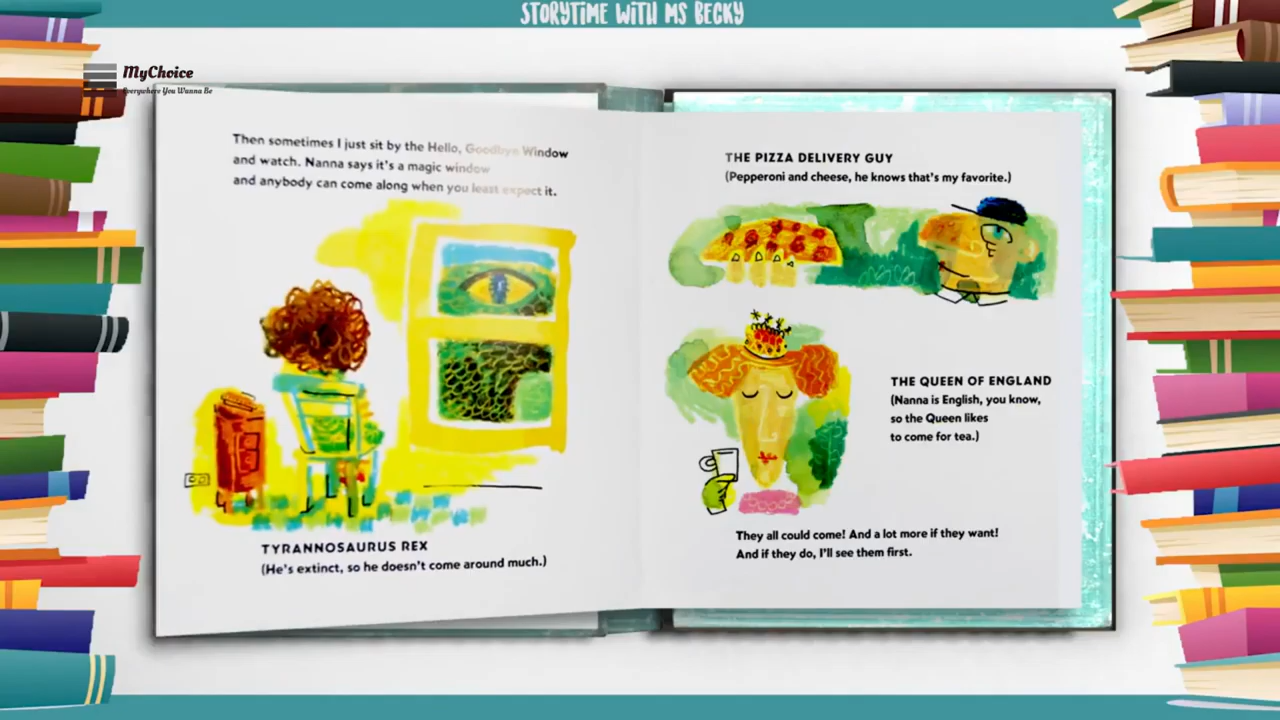 STORYTIME WITH MS BECKY
MyChoice
Everywhere You Wanna Be
Then sometimes I just sit by the Hello, Goodbye Window
and watch. Nanna says it's a magic window
and anybody can come along when you least expect it.
TYRANNOSAURUS REX
(He's extinct, so he doesn't come around much.)
THE PIZZA DELIVERY GUY
(Pepperoni and cheese, he knows that's my favorite.)
THE QUEEN OF ENGLAND
(Nanna is English, you know,
so the Queen likes
to come for tea.)
They all could come! And a lot more if they want!
And if they do, I'll see them first.